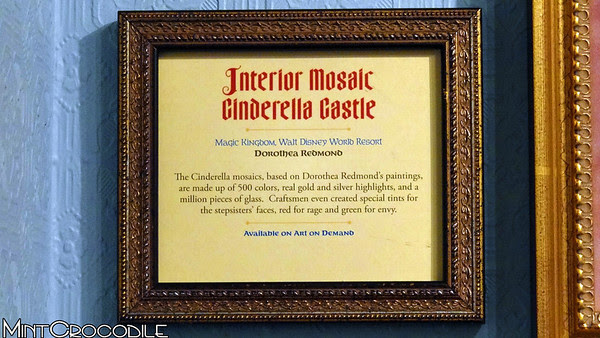 Interior Mosaic
Cinderella Castle
Magic Kingdom, Walt Disney World Resort
Dorothea Redmond
The Cinderella mosaics, based on Dorothea Redmond's paintings,
are made up of 500 colors, real gold and silver highlights, and a
million pieces of glass. Craftsmen even created special tints for
the stepsisters' faces, red for rage and green for envy.
Available on Art on Demand
MintCrocodile